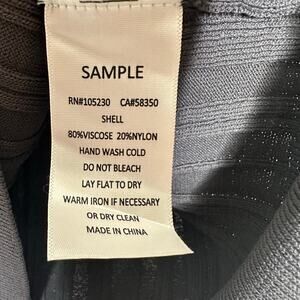 SAMPLE
RN#105230 CA#58350
SHELL
80%VISCOSE 20%NYLON
HAND WASH COLD
DO NOT BLEACH
LAY FLAT TO DRY
WARM IRON IF NECESSARY
OR DRY CLEAN
MADE IN CHINA